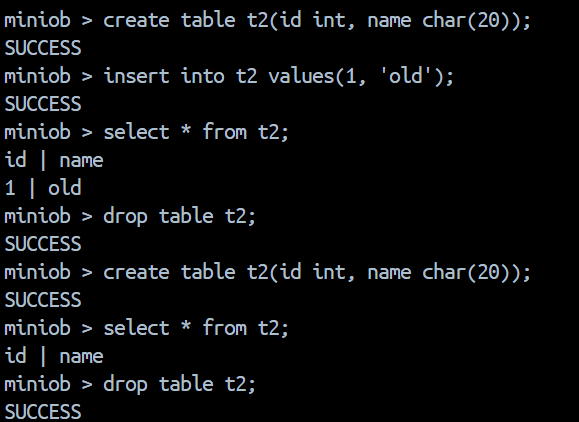 miniob > create table t2(id int, name char(20));
SUCCESS
miniob > insert into t2 values(1, 'old');
SUCCESS
miniob > select * from t2;
id | name
1 | old
miniob > drop table t2;
SUCCESS
miniob > create table t2(id int, name char(20));
SUCCESS
miniob > select * from t2;
id | name
miniob > drop table t2;
SUCCESS